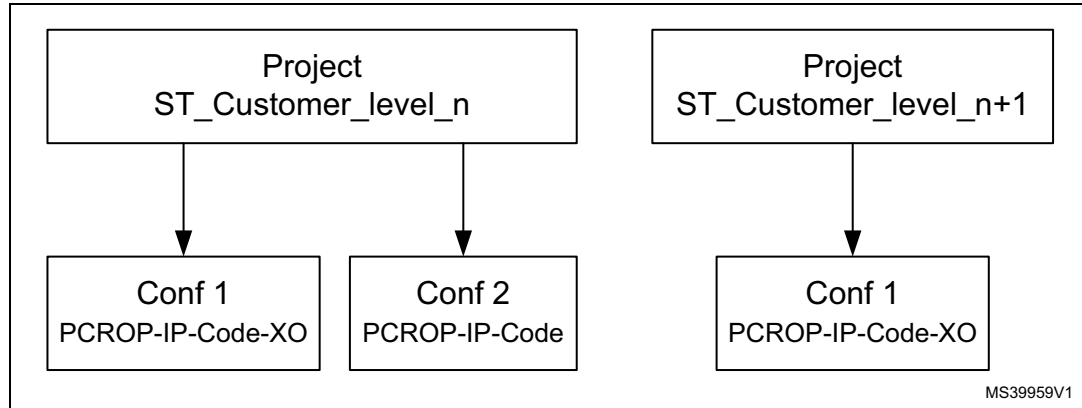 Project
ST_Customer_level_n
Project
ST_Customer_level_n+1
Conf 1
PCROP-IP-Code-XO
Conf 2
PCROP-IP-Code
Conf 1
PCROP-IP-Code-XO
MS39959V1